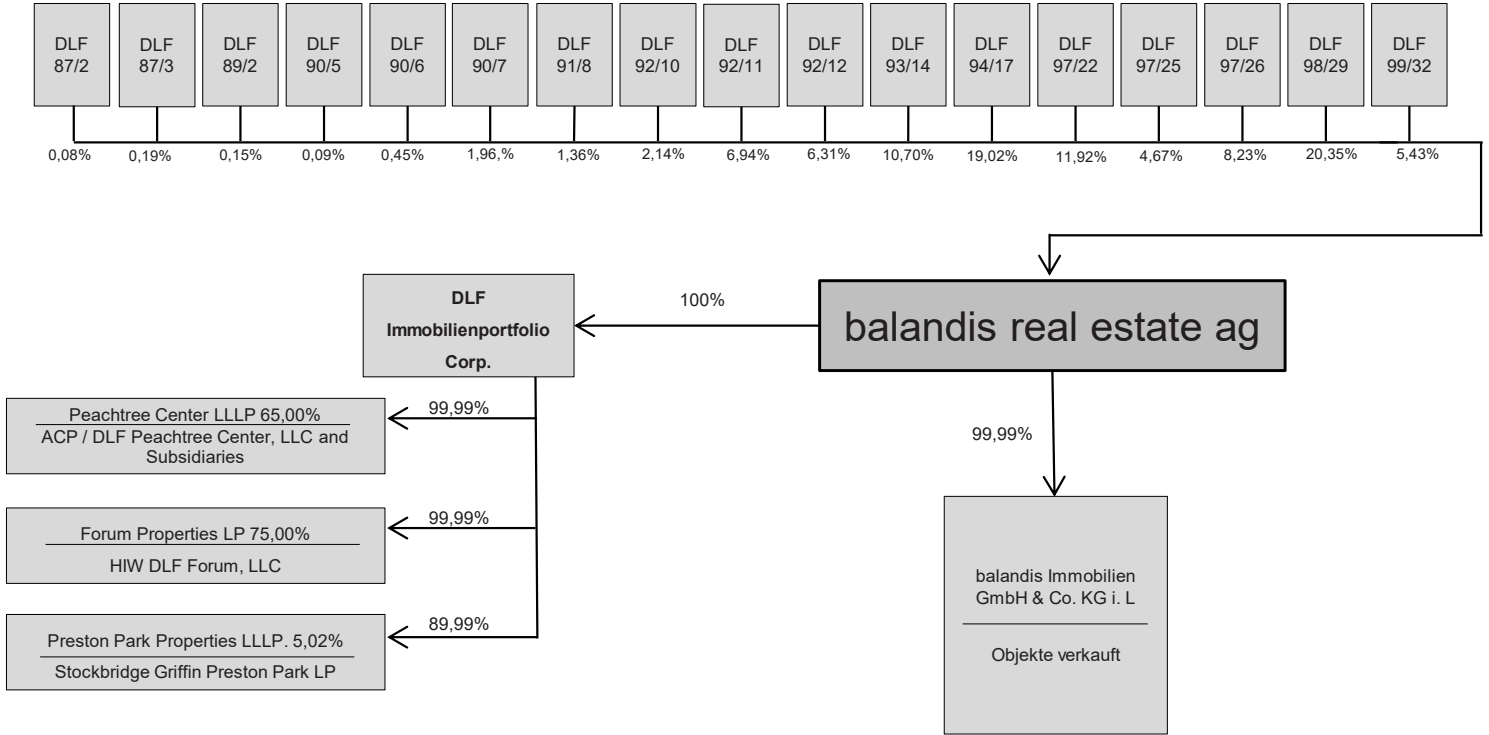 DLF
87/2
DLF
87/3
DLF
89/2
DLF
90/5
DLF
90/6
DLF
90/7
DLF
91/8
DLF
92/10
DLF
92/11
DLF
92/12
DLF
93/14
DLF
94/17
DLF
97/22
DLF
97/25
DLF
97/26
DLF
98/29
DLF
99/32
0,08%
0,19%
0,15%
0,09%
0,45%
1,96,%
1,36%
2,14%
6,94%
6,31%
10,70%
19,02%
11,92%
4,67%
8,23%
20,35%
5,43%
DLF
Immobilienportfolio
Corp.
100%
balandis real estate ag
Peachtree Center LLLP 65,00%
ACP / DLF Peachtree Center, LLC and
Subsidiaries
99,99%
Forum Properties LP 75,00%
HIW DLF Forum, LLC
99,99%
Preston Park Properties LLLP. 5,02%
Stockbridge Griffin Preston Park LP
89,99%
99,99%
balandis Immobilien
GmbH & Co. KG i. L
Objekte verkauft